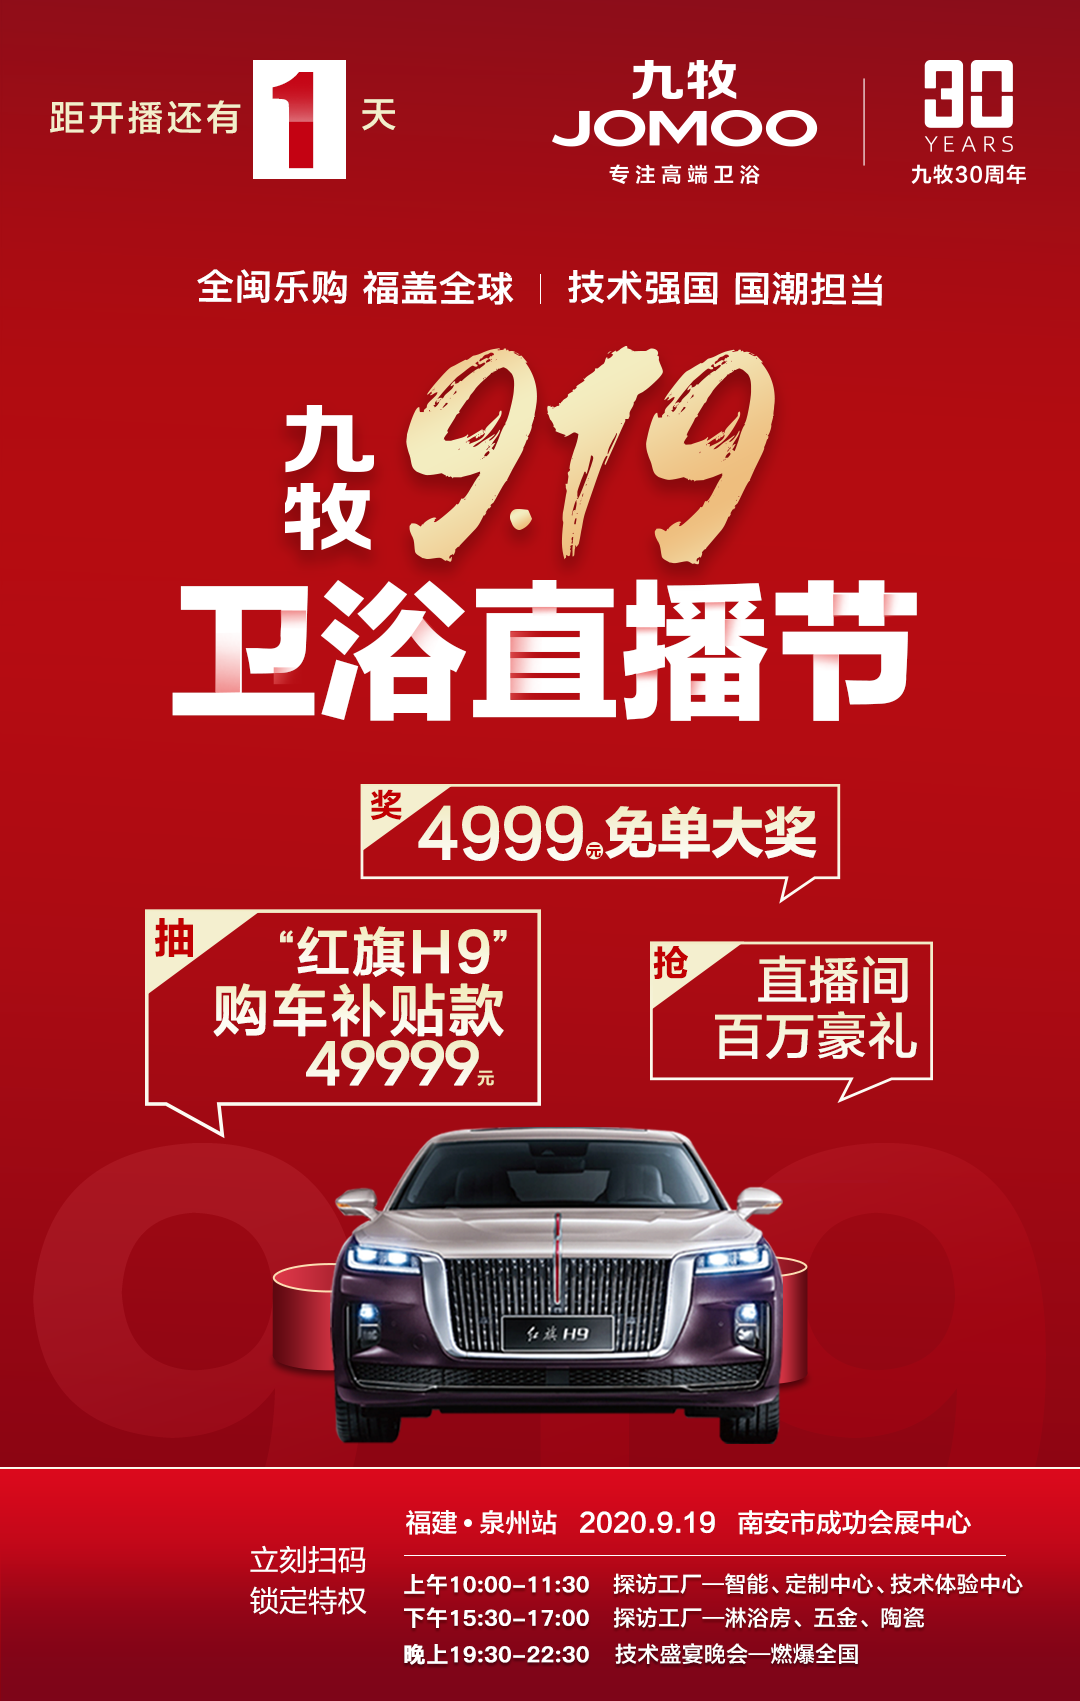 距开播还有 1 天
九牧
JOMOO
专注高端卫浴
30
YEARS
九牧30周年
全闽乐购 福盖全球 | 技术强国 国潮担当
九牧 9.19
卫浴直播节
奖
4999元免单大奖
抽
“红旗H9”
购车补贴款
49999元
抢
直播间
百万豪礼
红旗 H9
919
立刻扫码
锁定特权
福建·泉州站 2020.9.19 南安市成功会展中心
上午10:00-11:30 探访工厂—智能、定制中心、技术体验中心
下午15:30-17:00 探访工厂—淋浴房、五金、陶瓷
晚上19:30-22:30 技术盛宴晚会—燃爆全国